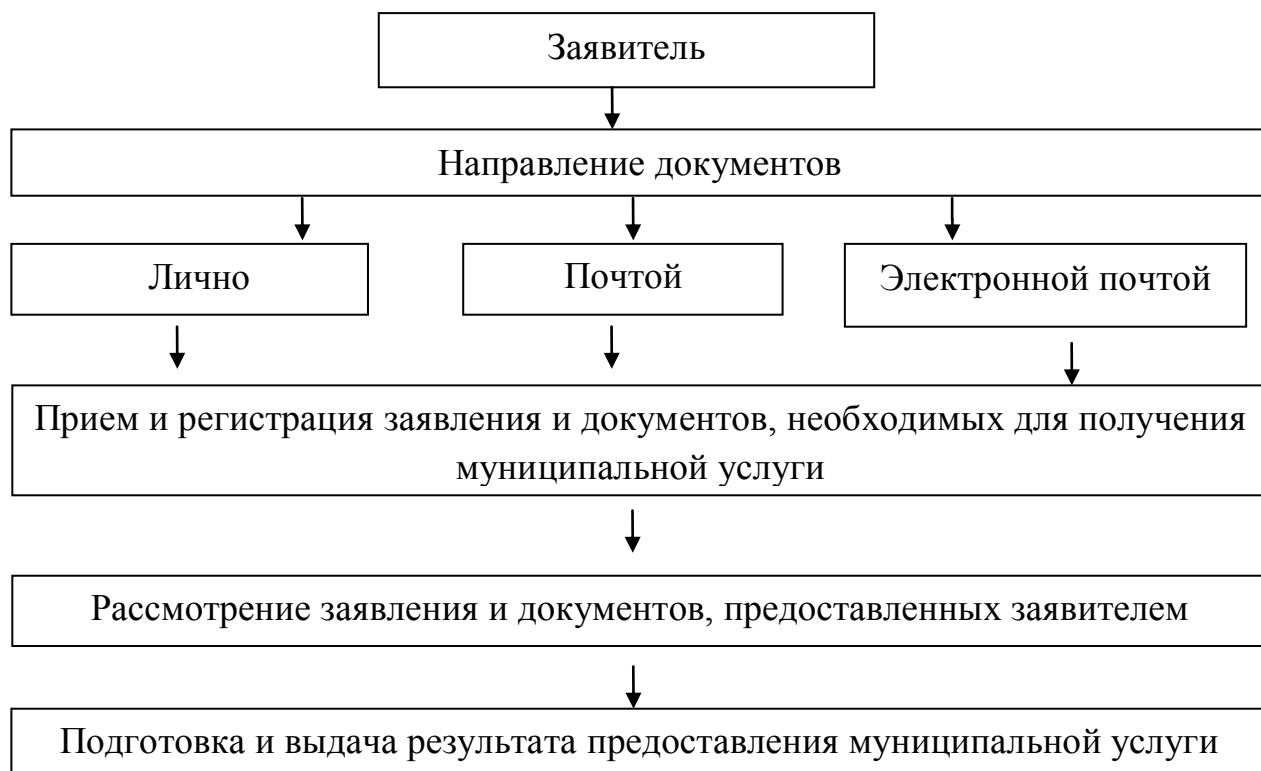 Заявитель
Направление документов
Лично
Почтой
Электронной почтой
Прием и регистрация заявления и документов, необходимых для получения
муниципальной услуги
Рассмотрение заявления и документов, предоставленных заявителем
Подготовка и выдача результата предоставления муниципальной услуги